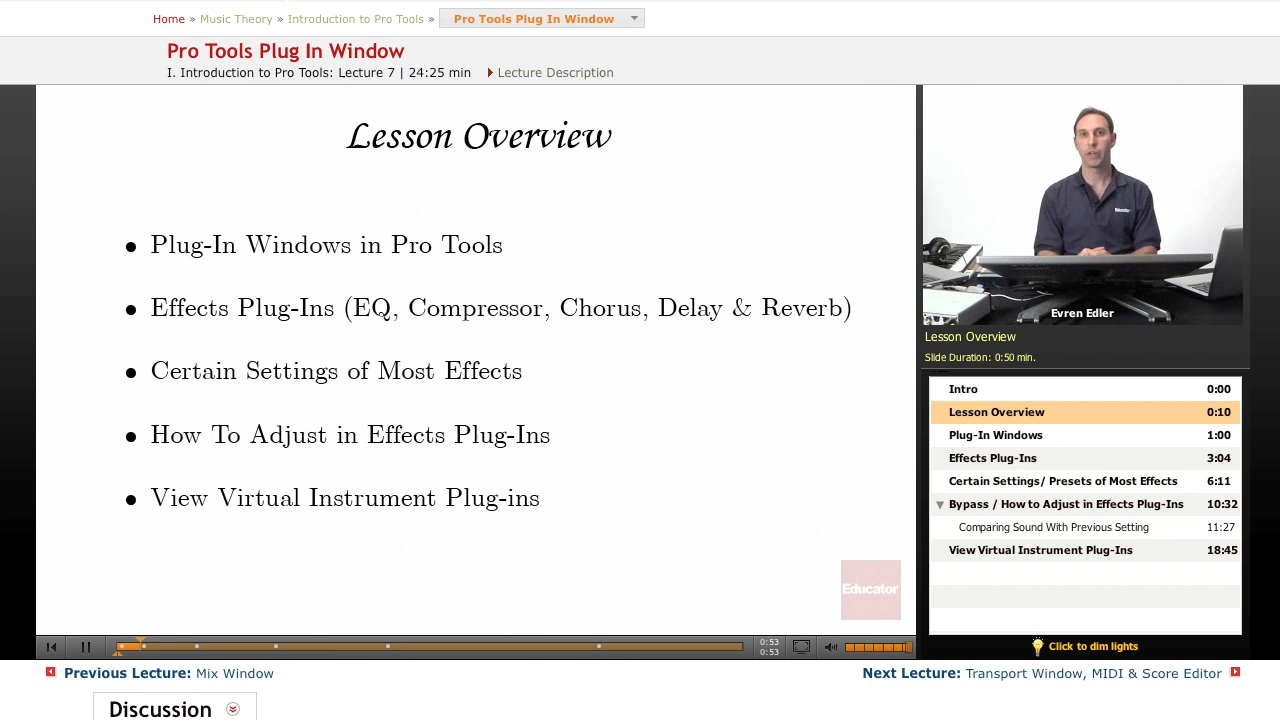 Home » Music Theory » Introduction to Pro Tools » Pro Tools Plug In Window
Pro Tools Plug In Window
I. Introduction to Pro Tools: Lecture 7 | 24:25 min Lecture Description
Lesson Overview
• Plug-In Windows in Pro Tools
• Effects Plug-Ins (EQ, Compressor, Chorus, Delay & Reverb)
• Certain Settings of Most Effects
• How To Adjust in Effects Plug-Ins
• View Virtual Instrument Plug-ins
Educator
Educator
Evren Edler
Lesson Overview
Slide Duration: 0:50 min.
Intro 0:00
Lesson Overview 0:10
Plug-In Windows 1:00
Effects Plug-Ins 3:04
Certain Settings/ Presets of Most Effects 6:11
Bypass / How to Adjust in Effects Plug-Ins 10:32
Comparing Sound With Previous Setting 11:27
View Virtual Instrument Plug-Ins 18:45
0:53
0:53
Click to dim lights
Previous Lecture: Mix Window
Next Lecture: Transport Window, MIDI & Score Editor
Discussion